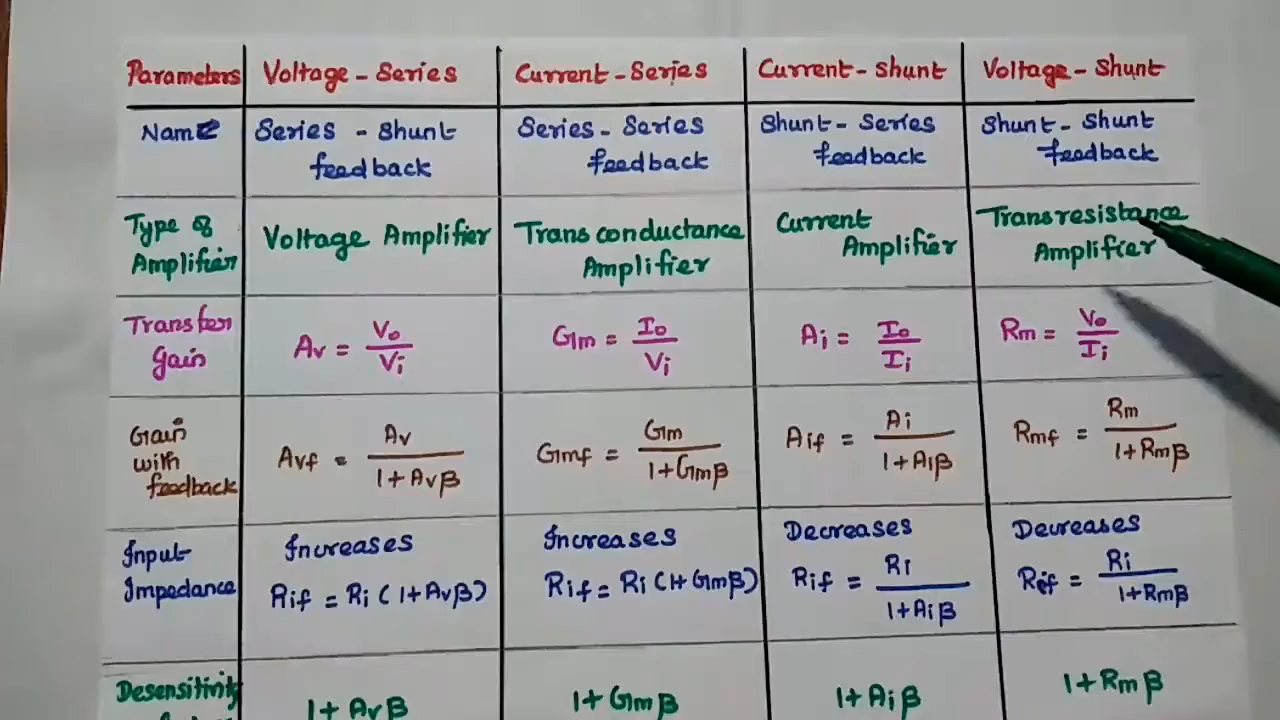 Parameters Voltage-Series Current-Series Current-Shunt Voltage-Shunt
Name Series-Shunt feedback Series-Series feedback Shunt-Series feedback Shunt-Shunt feedback
Type of Amplifier Voltage Amplifier Transconductance Amplifier Current Amplifier Transresistance Amplifier
Transfer Gain Av = Vo/Vi Gm = Io/Vi Ai = Io/Ii Rm = Vo/Ii
Gain with feedback Avf = Av/1+Avβ Gmf = Gm/1+Gmβ Aif = Ai/1+Aiβ Rmf = Rm/1+Rmβ
Input Impedance Increases Rif = Ri(1+Avβ) Increases Rif = Ri(1+Gmβ) Decreases Rif = Ri/1+Aiβ Decreases Rif = Ri/1+Rmβ
Desensitivity 1+Avβ 1+Gmβ 1+Aiβ 1+Rmβ